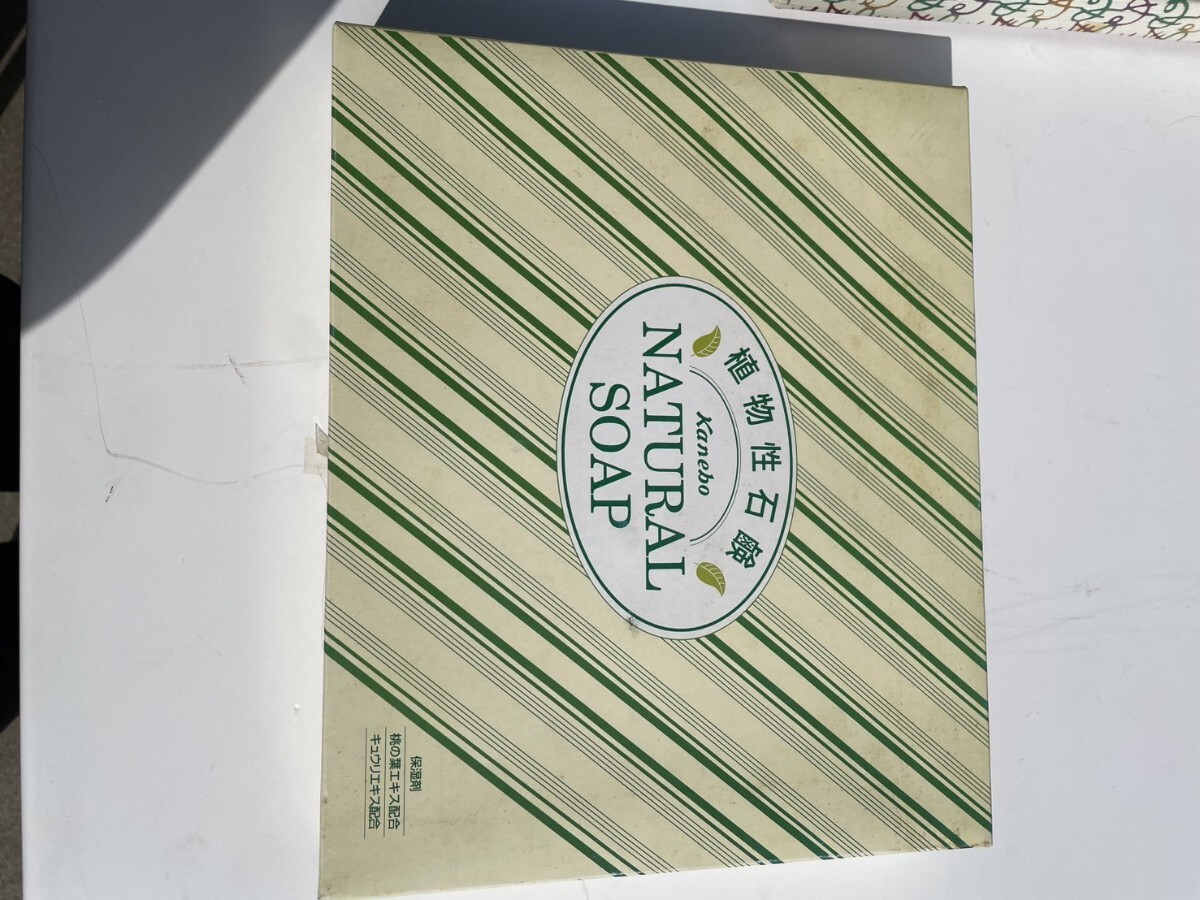 植物性石鹸
Kanebo
NATURAL
SOAP
保湿剤
桃の葉エキス配合
キュウリエキス配合